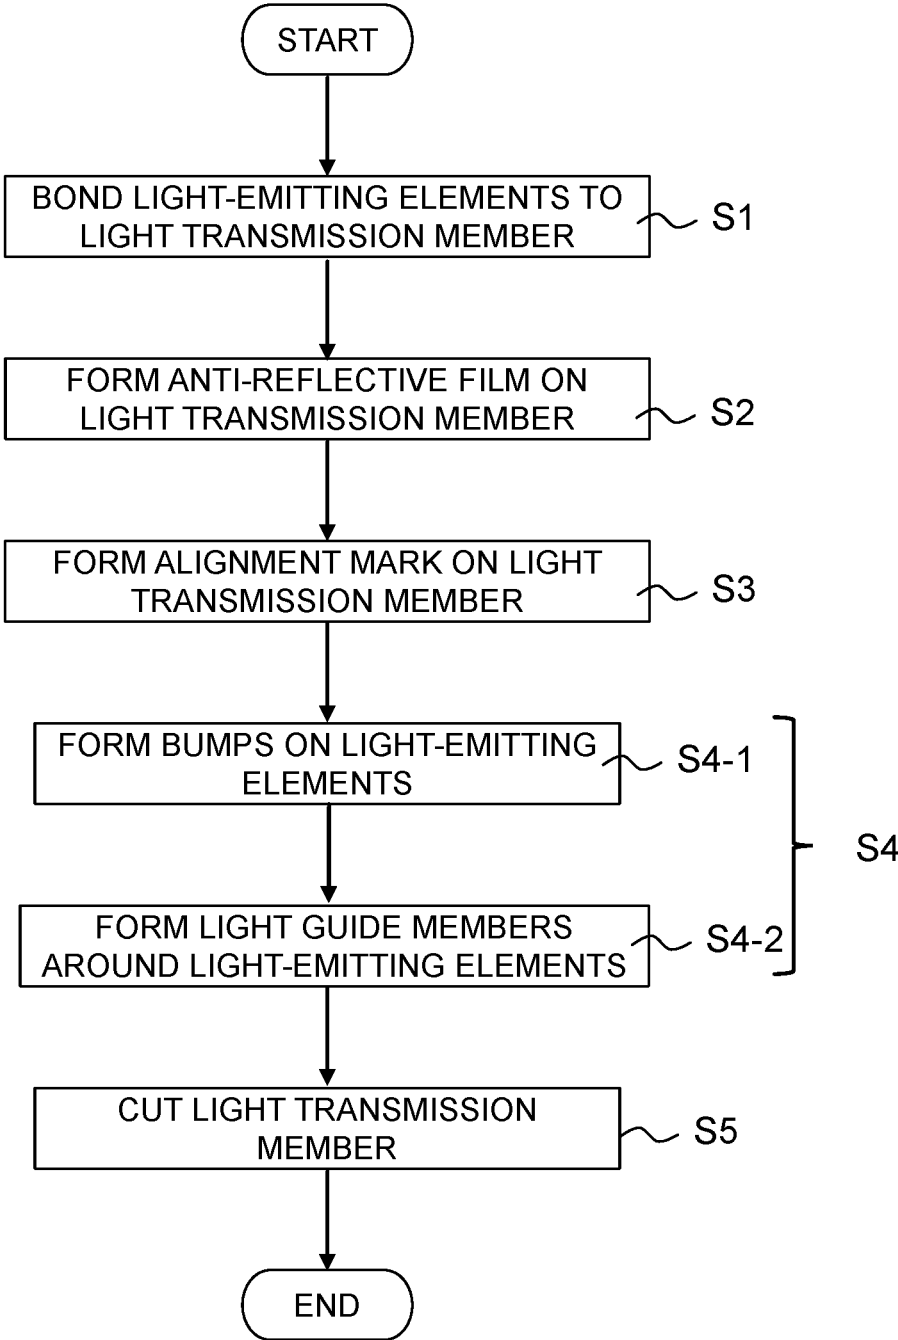 START
BOND LIGHT-EMITTING ELEMENTS TO
LIGHT TRANSMISSION MEMBER
S1
FORM ANTI-REFLECTIVE FILM ON
LIGHT TRANSMISSION MEMBER
S2
FORM ALIGNMENT MARK ON LIGHT
TRANSMISSION MEMBER
S3
FORM BUMPS ON LIGHT-EMITTING
ELEMENTS
S4-1
S4
FORM LIGHT GUIDE MEMBERS
AROUND LIGHT-EMITTING ELEMENTS
S4-2
CUT LIGHT TRANSMISSION
MEMBER
S5
END